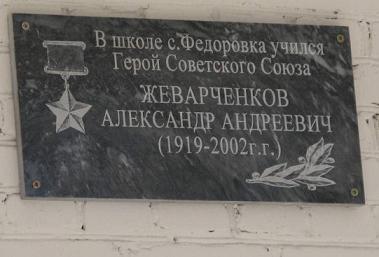 В школе с.Федоровка учился
Герой Советского Союза
ЖЕВАРЧЕНКОВ
АЛЕКСАНДР АНДРЕЕВИЧ
(1919-2002г.г.)